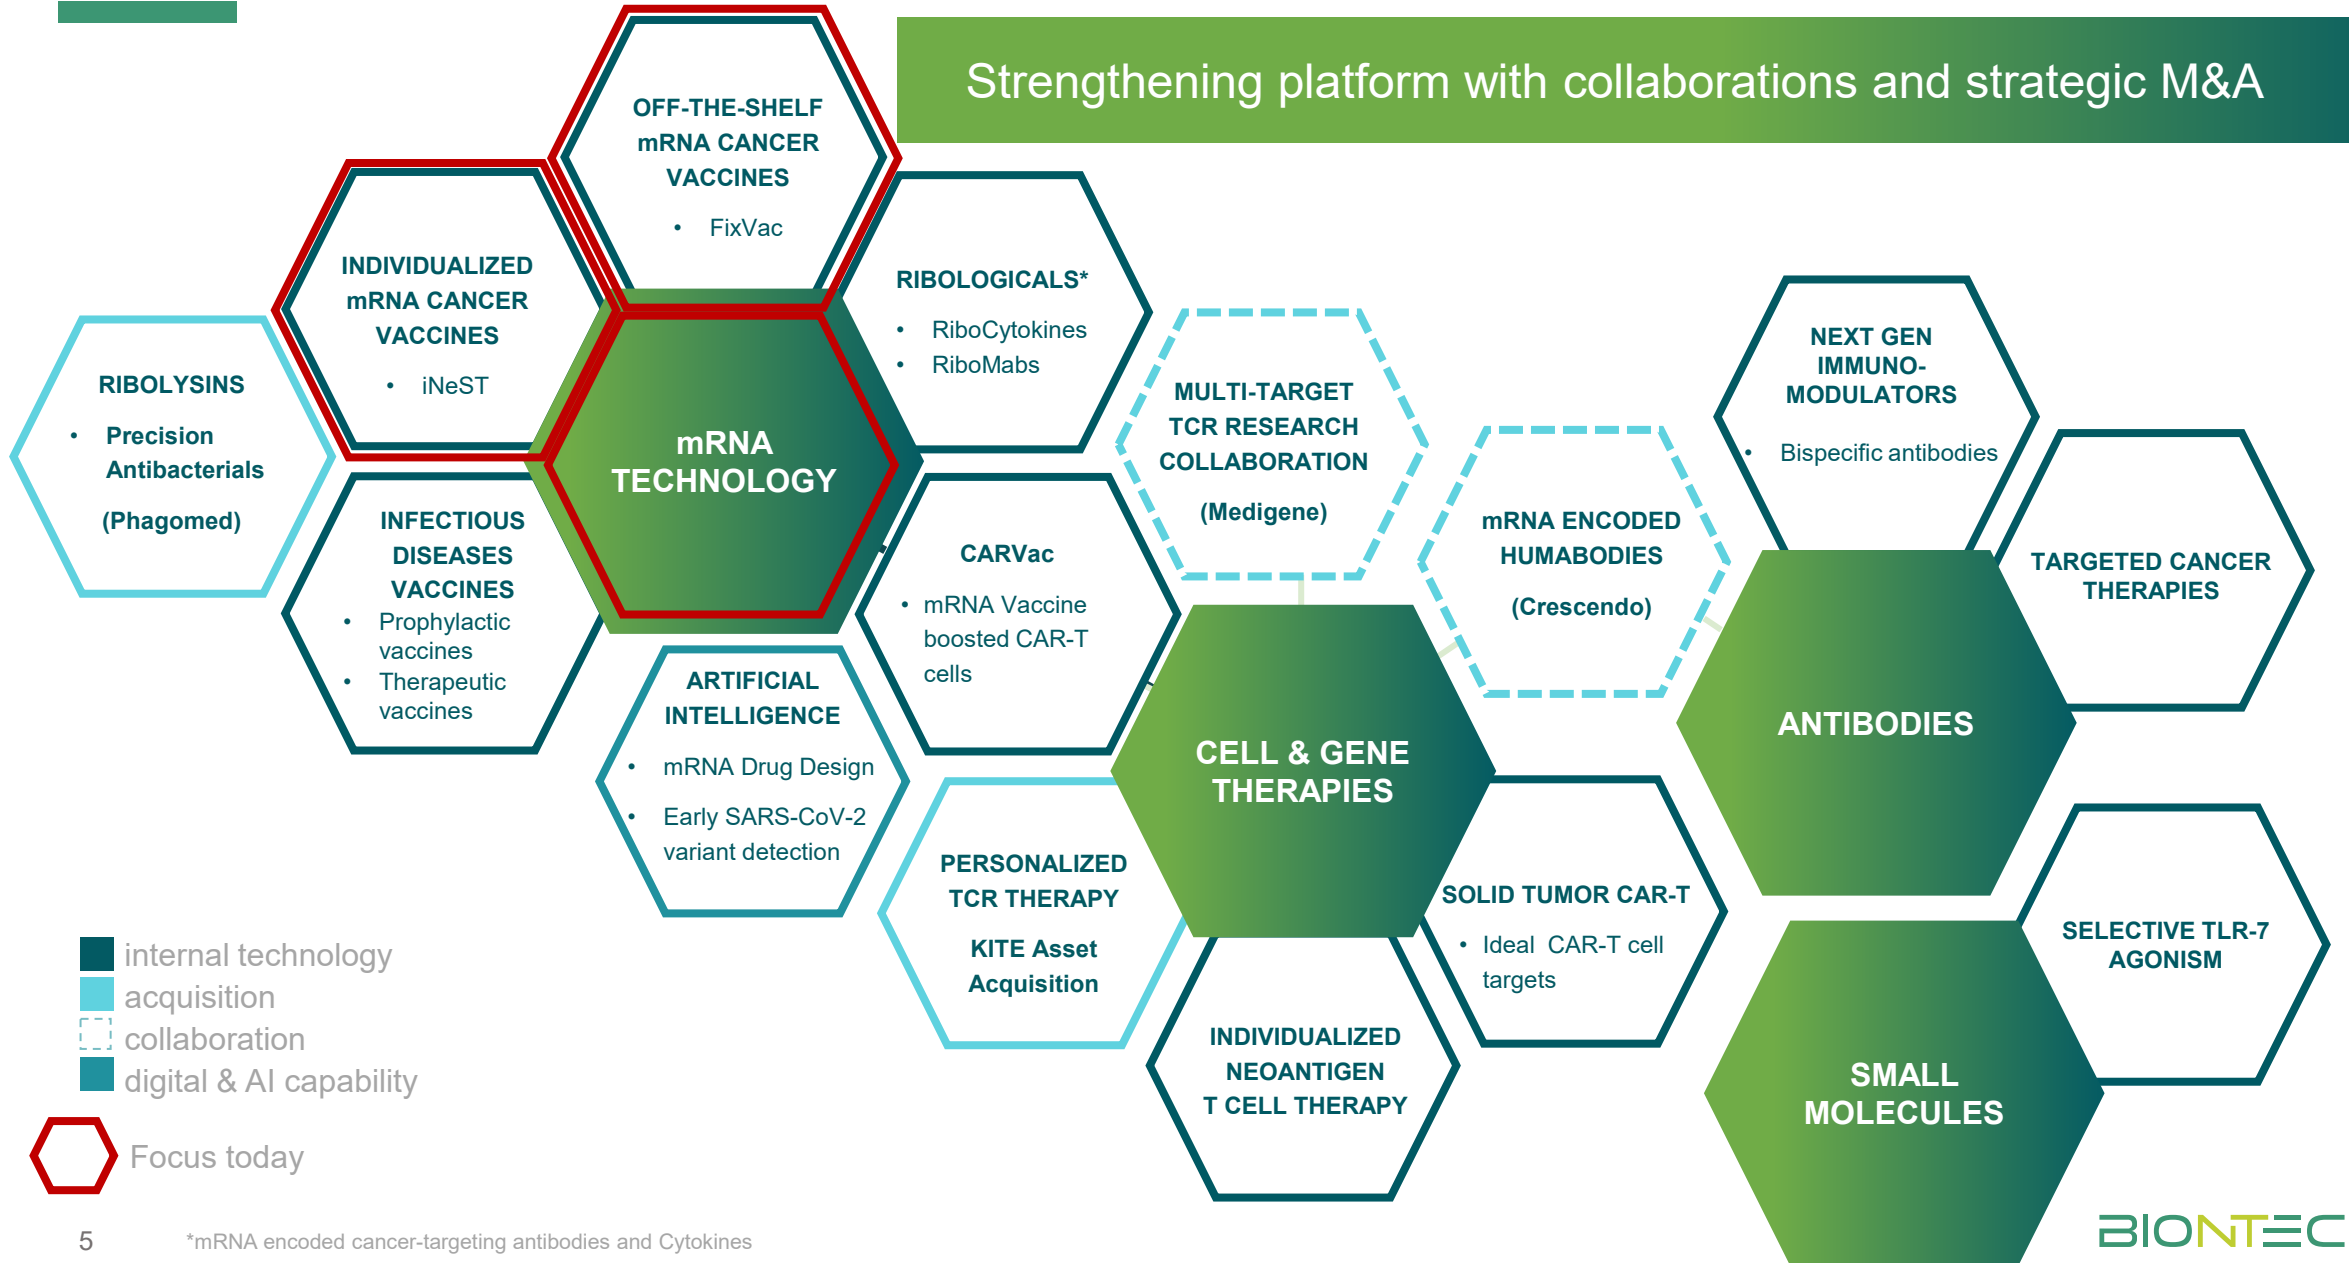 Strengthening platform with collaborations and strategic M&A
OFF-THE-SHELF
mRNA CANCER
VACCINES
• FixVac
INDIVIDUALIZED
mRNA CANCER
VACCINES
• iNeST
RIBOLOGICALS*
• RiboCytokines
• RiboMabs
RIBOLYSINS
• Precision
Antibacterials
(Phagomed)
mRNA
TECHNOLOGY
INFECTIOUS
DISEASES
VACCINES
• Prophylactic
vaccines
• Therapeutic
vaccines
CARVac
• mRNA Vaccine
boosted CAR-T
cells
ARTIFICIAL
INTELLIGENCE
• mRNA Drug Design
• Early SARS-CoV-2
variant detection
MULTI-TARGET
TCR RESEARCH
COLLABORATION
(Medigene)
mRNA ENCODED
HUMABODIES
(Crescendo)
CELL & GENE
THERAPIES
PERSONALIZED
TCR THERAPY
KITE Asset
Acquisition
INDIVIDUALIZED
NEOANTIGEN
T CELL THERAPY
SOLID TUMOR CAR-T
• Ideal CAR-T cell
targets
NEXT GEN
IMMUNO-
MODULATORS
• Bispecific antibodies
TARGETED CANCER
THERAPIES
ANTIBODIES
SELECTIVE TLR-7
AGONISM
SMALL
MOLECULES
internal technology
acquisition
collaboration
digital & AI capability
Focus today
5
*mRNA encoded cancer-targeting antibodies and Cytokines
BIONTEC